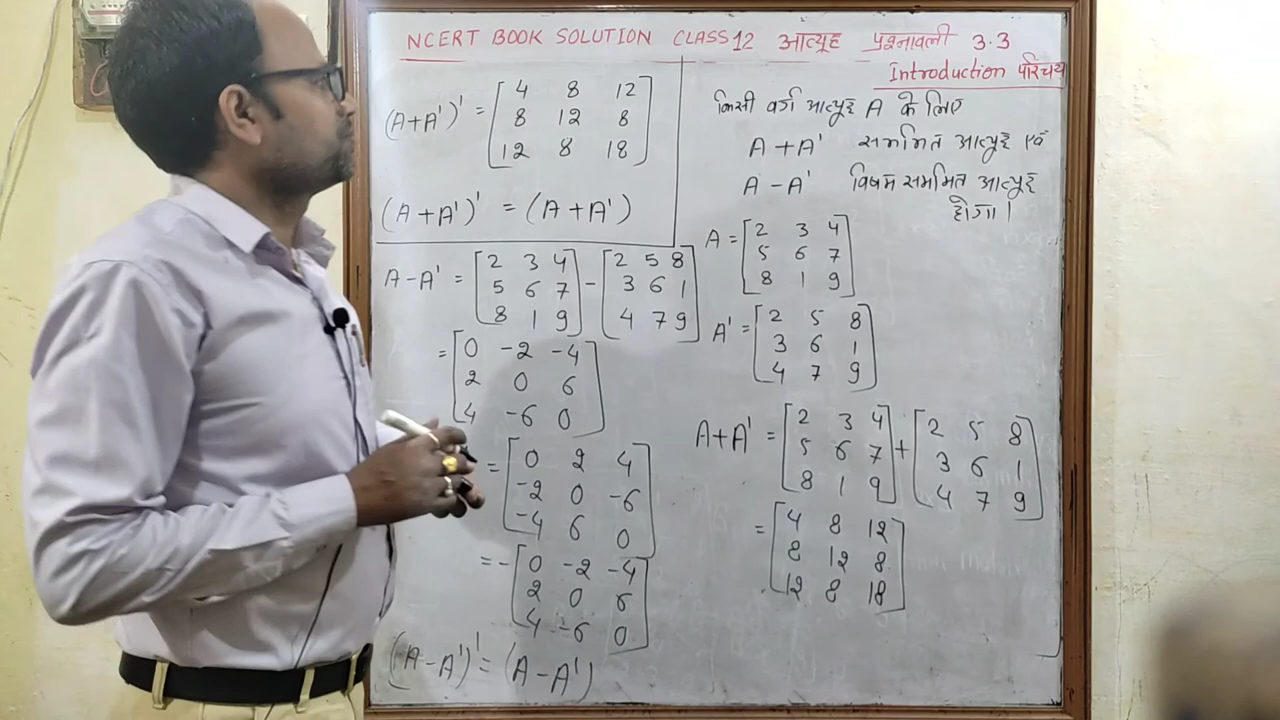 NCERT BOOK SOLUTION CLASS 12 आव्यूह प्रश्नावली 3.3
Introduction परिचय
किसी वर्ग आव्यूह A के लिए
A + A' सममित आव्यूह एवं
A - A' विषम सममित आव्यूह
होगा।
A = [2 3 4
5 6 7
8 1 9]
A' = [2 5 8
3 6 1
4 7 9]
A+A' = [2 3 4 5 6 7 8 1 9] + [2 5 8 3 6 1 4 7 9]
= [4 8 12
8 12 8
12 8 18]
(A+A')' = [4 8 12
8 12 8
12 8 18]
(A+A')' = (A+A')
A-A' = [2 3 4 5 6 7 8 1 9] - [2 5 8 3 6 1 4 7 9]
= [0 -2 -4
2 0 6
4 -6 0]
= [0 2 4
-2 0 -6
-4 6 0]
= -[0 -2 -4
2 0 6
4 -6 0]
(A-A')' = (A-A')